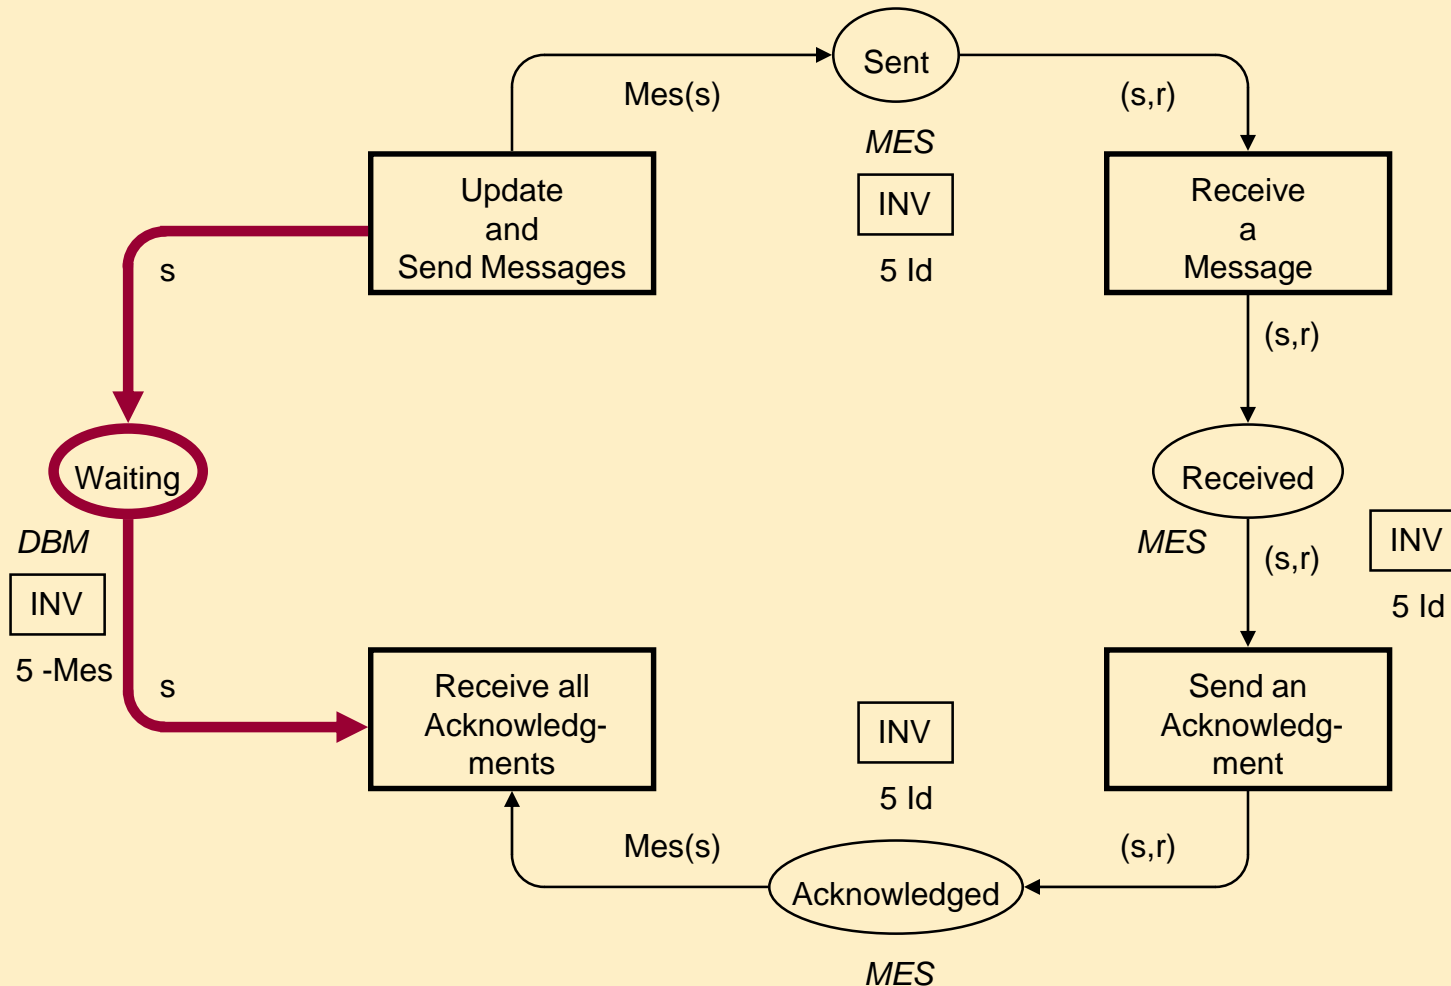 Sent
Mes(s)
(s,r)
MES
Update
and
Send Messages
INV
Receive
a
Message
s
5 Id
(s,r)
Waiting
Received
DBM
MES
(s,r)
INV
INV
5 Id
5 -Mes
s
Receive all
Acknowledg-
ments
INV
Send an
Acknowledg-
ment
5 Id
Mes(s)
(s,r)
Acknowledged
MES